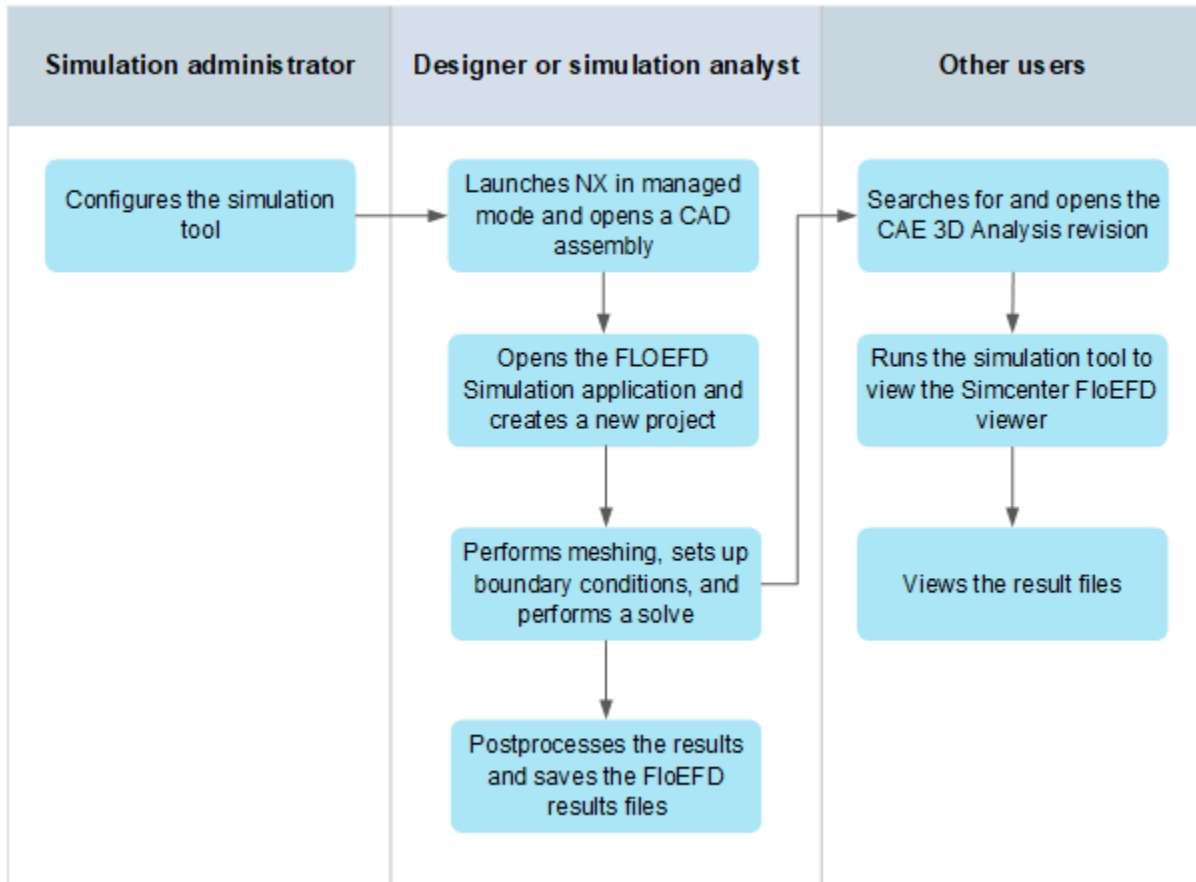 Simulation administrator
Designer or simulation analyst
Other users
Configures the simulation
tool
Launches NX in managed
mode and opens a CAD
assembly
Searches for and opens the
CAE 3D Analysis revision
Opens the FLOEFD
Simulation application and
creates a new project
Runs the simulation tool to
view the Simcenter FloEFD
viewer
Performs meshing, sets up
boundary conditions, and
performs a solve
Views the result files
Postprocesses the results
and saves the FloEFD
results files